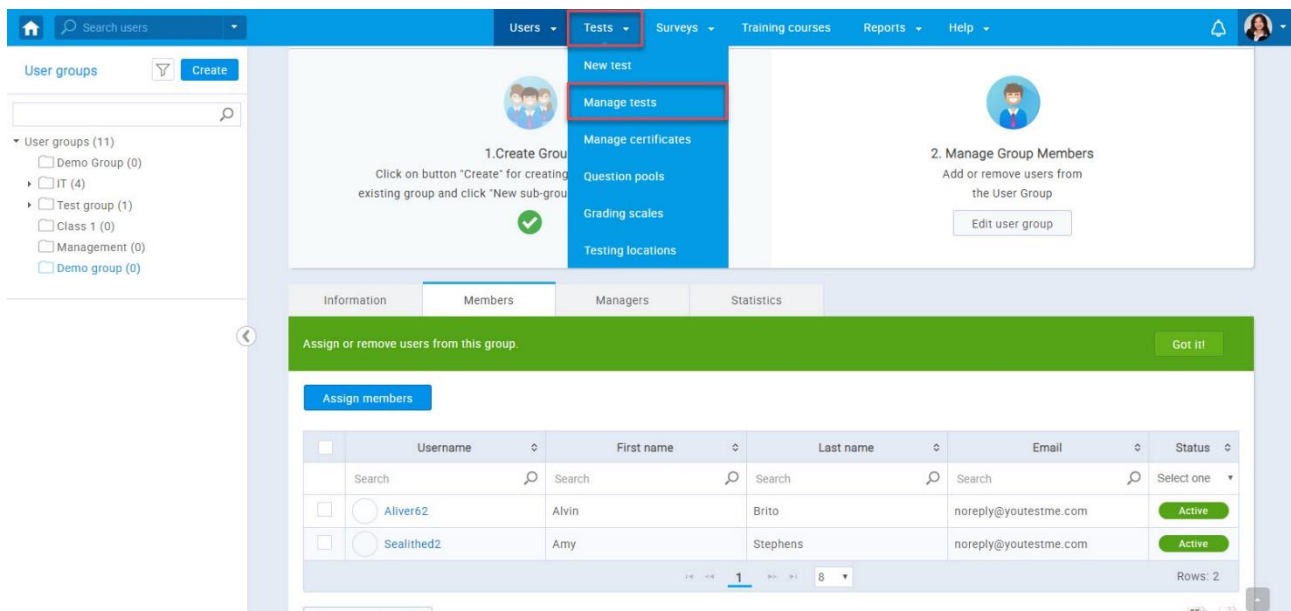 Search users
Users
Tests
Surveys
Training courses
Reports
Help
User groups
Create
User groups (11)
Demo Group (0)
IT (4)
Test group (1)
Class 1 (0)
Management (0)
Demo group (0)
New test
Manage tests
Manage certificates
Question pools
Grading scales
Testing locations
1.Create Grou
Click on button "Create" for creating
existing group and click "New sub-grou
2. Manage Group Members
Add or remove users from
the User Group
Edit user group
Information
Members
Managers
Statistics
Assign or remove users from this group.
Got it!
Assign members
Username
First name
Last name
Email
Status
Search
Search
Search
Search
Select one
Aliver62
Alvin
Brito
noreply@youtestme.com
Active
Sealithed2
Amy
Stephens
noreply@youtestme.com
Active
1
8
Rows: 2